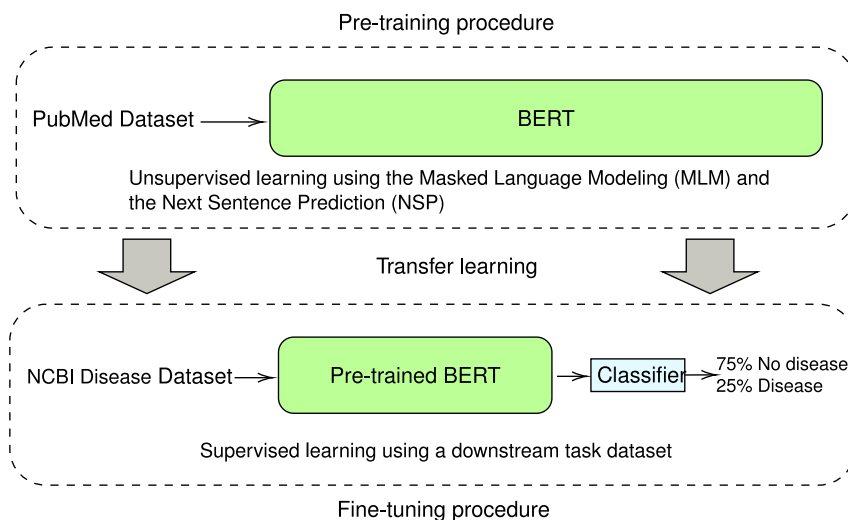 Pre-training procedure
PubMed Dataset
BERT
Unsupervised learning using the Masked Language Modeling (MLM) and
the Next Sentence Prediction (NSP)
Transfer learning
NCBI Disease Dataset
Pre-trained BERT
Classifier
75% No disease
25% Disease
Supervised learning using a downstream task dataset
Fine-tuning procedure